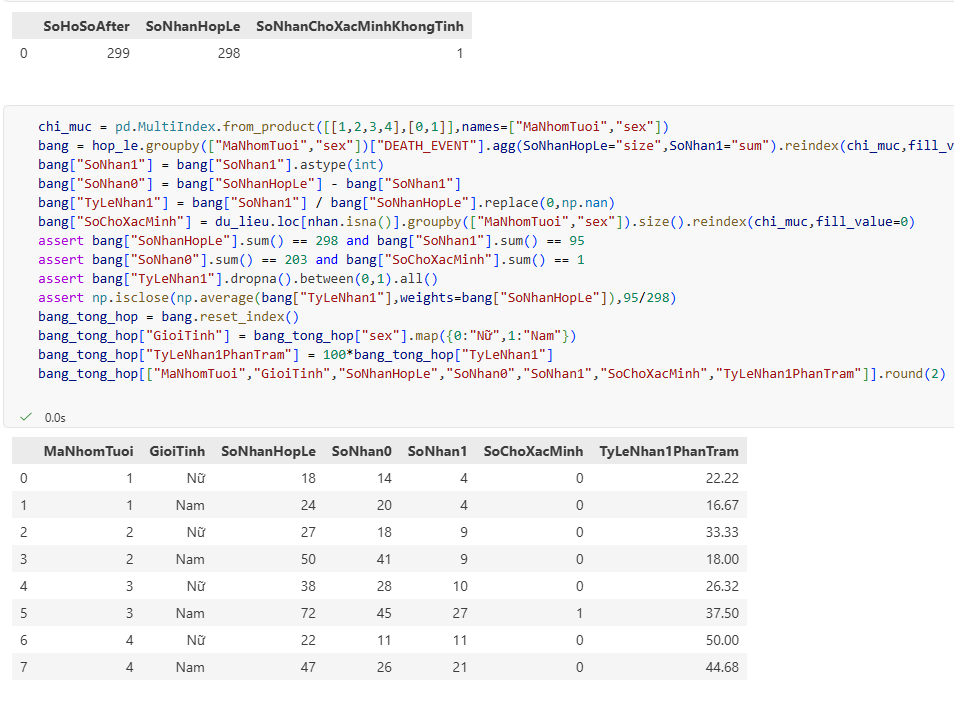 SoHoSoAfter SoNhanHopLe SoNhanChoXacMinhKhongTinh
0 299 298 1
chi_muc = pd.MultiIndex.from_product([[1,2,3,4],[0,1]],names=["MaNhomTuoi","sex"])
bang = hop_le.groupby(["MaNhomTuoi","sex"])["DEATH_EVENT"].agg(SoNhanHopLe="size",SoNhan1="sum").reindex(chi_muc,fill_v
bang["SoNhan1"] = bang["SoNhan1"].astype(int)
bang["SoNhan0"] = bang["SoNhanHopLe"] - bang["SoNhan1"]
bang["TyLeNhan1"] = bang["SoNhan1"] / bang["SoNhanHopLe"].replace(0,np.nan)
bang["SoChoXacMinh"] = du_lieu.loc[nhan.isna()].groupby(["MaNhomTuoi","sex"]).size().reindex(chi_muc,fill_value=0)
assert bang["SoNhanHopLe"].sum() == 298 and bang["SoNhan1"].sum() == 95
assert bang["SoNhan0"].sum() == 203 and bang["SoChoXacMinh"].sum() == 1
assert bang["TyLeNhan1"].dropna().between(0,1).all()
assert np.isclose(np.average(bang["TyLeNhan1"],weights=bang["SoNhanHopLe"]),95/298)
bang_tong_hop = bang.reset_index()
bang_tong_hop["GioiTinh"] = bang_tong_hop["sex"].map({0:"Nữ",1:"Nam"})
bang_tong_hop["TyLeNhan1PhanTram"] = 100*bang_tong_hop["TyLeNhan1"]
bang_tong_hop[["MaNhomTuoi","GioiTinh","SoNhanHopLe","SoNhan0","SoNhan1","SoChoXacMinh","TyLeNhan1PhanTram"]].round(2)
0.0s
MaNhomTuoi GioiTinh SoNhanHopLe SoNhan0 SoNhan1 SoChoXacMinh TyLeNhan1PhanTram
0 1 Nữ 18 14 4 0 22.22
1 1 Nam 24 20 4 0 16.67
2 2 Nữ 27 18 9 0 33.33
3 2 Nam 50 41 9 0 18.00
4 3 Nữ 38 28 10 0 26.32
5 3 Nam 72 45 27 1 37.50
6 4 Nữ 22 11 11 0 50.00
7 4 Nam 47 26 21 0 44.68